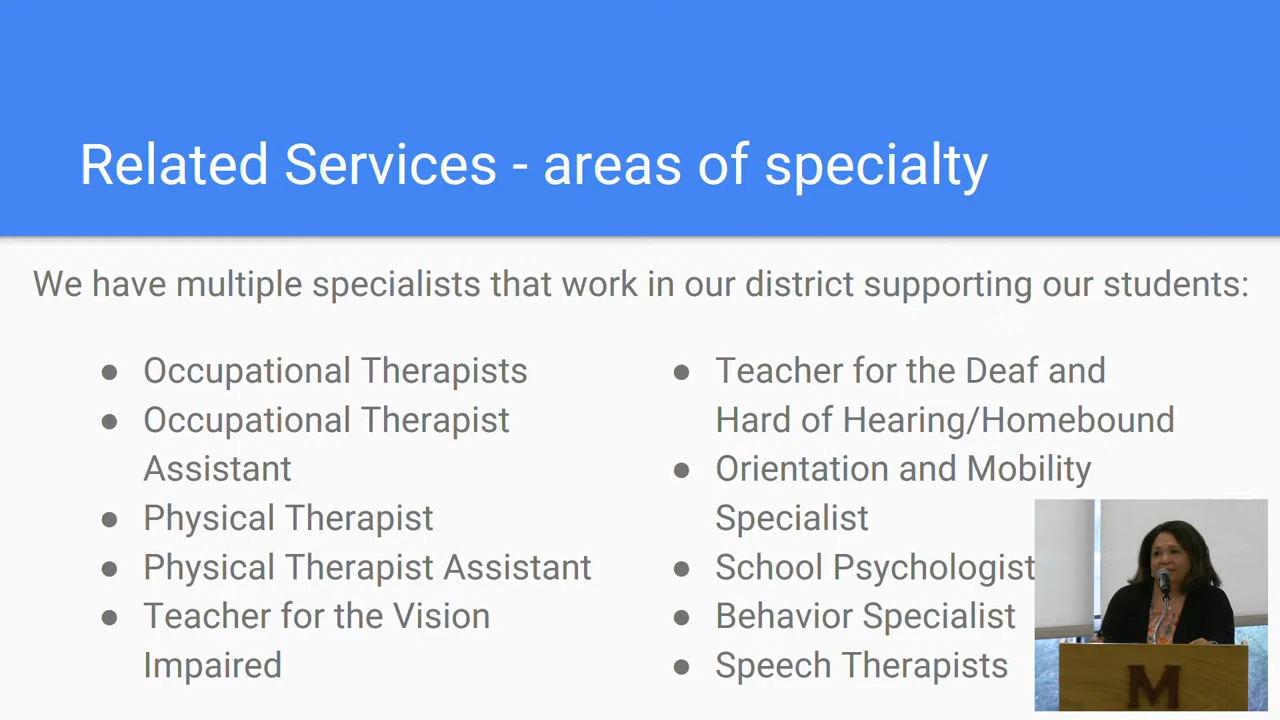 Related Services - areas of specialty
We have multiple specialists that work in our district supporting our students:
● Occupational Therapists
● Occupational Therapist
Assistant
● Physical Therapist
● Physical Therapist Assistant
● Teacher for the Vision
Impaired
● Teacher for the Deaf and
Hard of Hearing/Homebound
● Orientation and Mobility
Specialist
● School Psychologist
● Behavior Specialist
● Speech Therapists
M